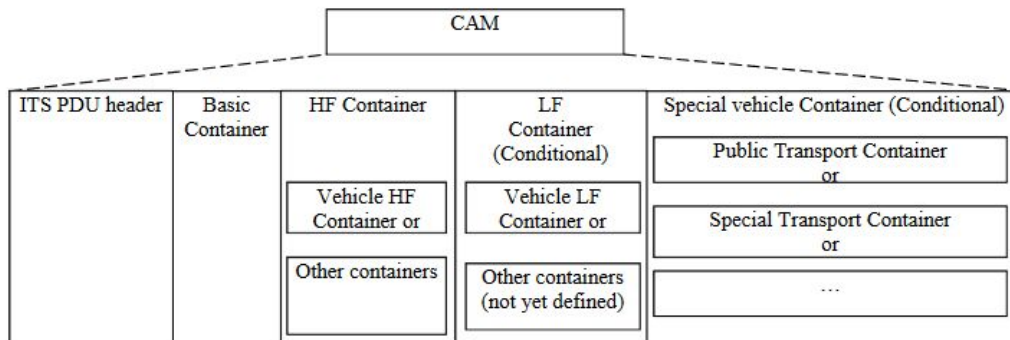 CAM
ITS PDU header
Basic
Container
HF Container
Vehicle HF
Container or
Other containers
LF
Container
(Conditional)
Vehicle LF
Container or
Other containers
(not yet defined)
Special vehicle Container (Conditional)
Public Transport Container
or
Special Transport Container
or
…